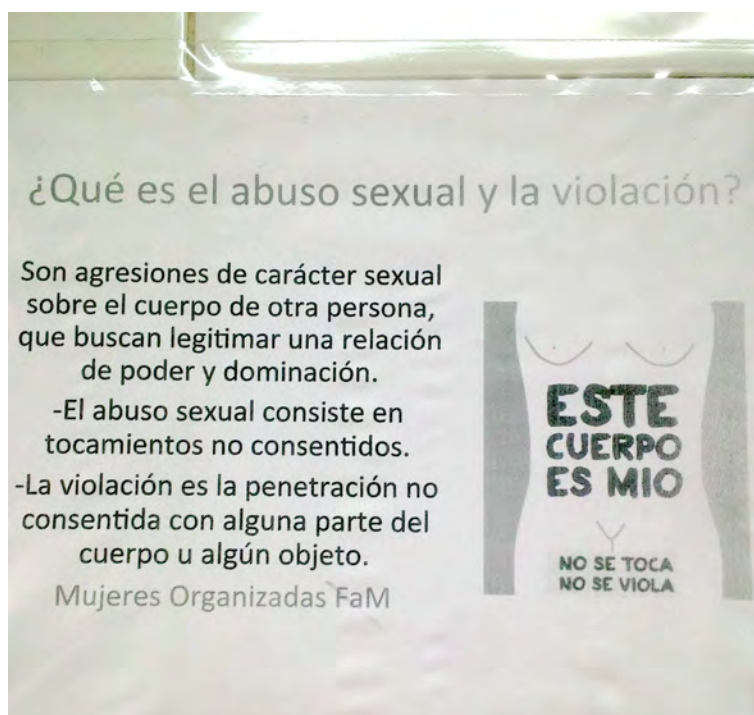 ¿Qué es el abuso sexual y la violación?
Son agresiones de carácter sexual
sobre el cuerpo de otra persona,
que buscan legitimar una relación
de poder y dominación.
-El abuso sexual consiste en
tocamientos no consentidos.
-La violación es la penetración no
consentida con alguna parte del
cuerpo u algún objeto.
Mujeres Organizadas FaM
ESTE
CUERPO
ES MIO
NO SE TOCA
NO SE VIOLA